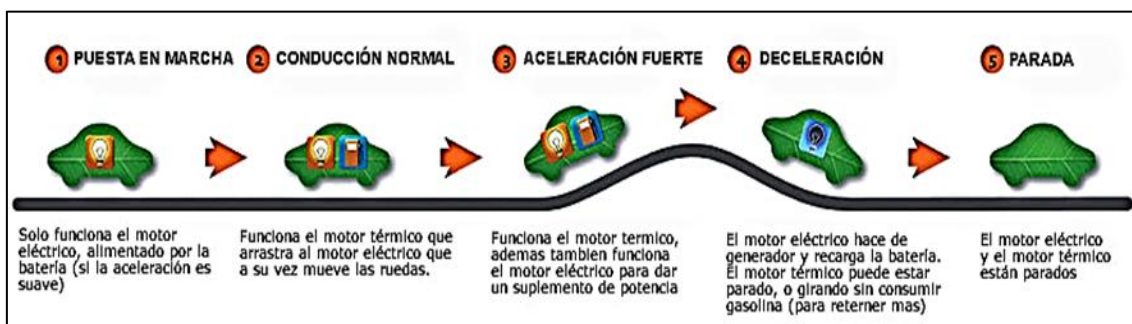 1 PUESTA EN MARCHA
2 CONDUCCIÓN NORMAL
3 ACELERACIÓN FUERTE
4 DECELERACIÓN
5 PARADA
Solo funciona el motor
eléctrico, alimentado por la
batería (si la aceleración es
suave)
Funciona el motor térmico que
arrastra al motor eléctrico que
a su vez mueve las ruedas.
Funciona el motor termico,
ademas tambien funciona
el motor eléctrico para dar
un suplemento de potencia
El motor eléctrico hace de
generador y recarga la batería.
El motor térmico puede estar
parado, o girando sin consumir
gasolina (para reterner mas)
El motor eléctrico
y el motor térmico
están parados